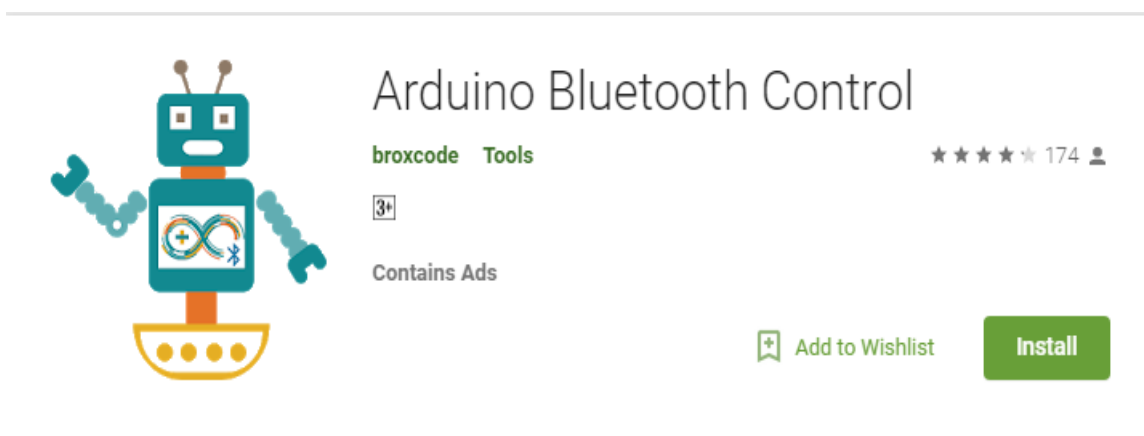 Arduino Bluetooth Control
broxcode Tools 174
3+
Contains Ads
Add to Wishlist Install